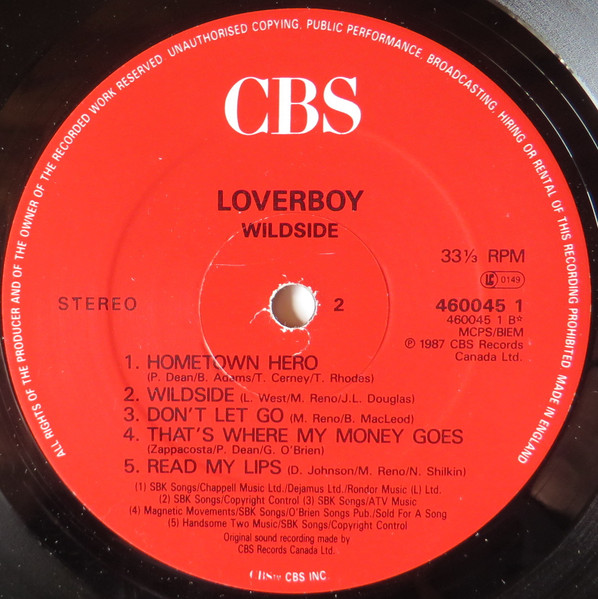 ALL RIGHTS OF THE PRODUCER AND OF THE OWNER OF THE RECORDED WORK RESERVED. UNAUTHORISED COPYING, PUBLIC PERFORMANCE, BROADCASTING, HIRING OR RENTAL OF THIS RECORDING PROHIBITED. MADE IN ENGLAND
CBS
LOVERBOY
WILDSIDE
33⅓ RPM
LC 0149
STEREO
2
460045 1
460045 1 B☆
MCPS/BIEM
℗ 1987 CBS Records
Canada Ltd.
1. HOMETOWN HERO
(P. Dean/B. Adams/T. Cerney/T. Rhodes)
2. WILDSIDE (L. West/M. Reno/J.L. Douglas)
3. DON'T LET GO (M. Reno/B. MacLeod)
4. THAT'S WHERE MY MONEY GOES
(Zappacosta/P. Dean/G. O'Brien)
5. READ MY LIPS (D. Johnson/M. Reno/N. Shilkin)
(1) SBK Songs/Chappell Music Ltd./Dejamus Ltd./Rondor Music (L) Ltd.
(2) SBK Songs/Copyright Control (3) SBK Songs/ATV Music
(4) Magnetic Movements/SBK Songs/O'Brien Songs Pub./Sold For A Song
(5) Handsome Two Music/SBK Songs/Copyright Control
Original sound recording made by
CBS Records Canada Ltd.
CBS™ CBS INC.